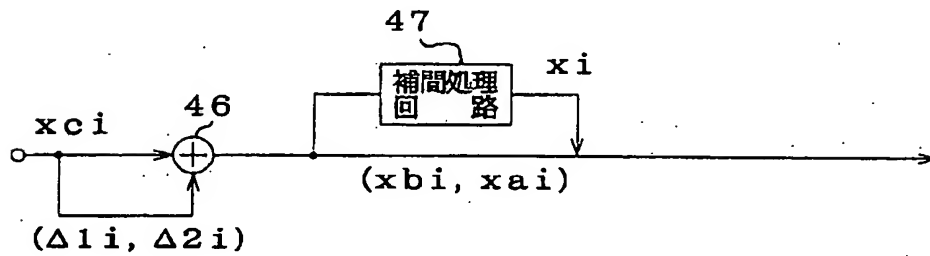 47
補間処理
回 路
xi
46
xci
(xbi, xai)
(Δ1i, Δ2i)